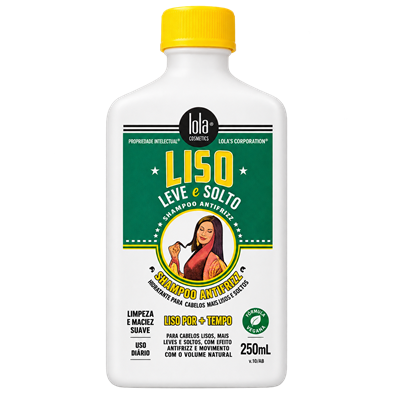 lola®
COSMETICS
PROPRIEDADE INTELECTUAL®
LOLA'S CORPORATION®
LISO
LEVE e SOLTO
SHAMPOO ANTIFRIZZ
SHAMPOO ANTIFRIZZ
HIDRATANTE PARA CABELOS MAIS LISOS E SOLTOS
LISO POR + TEMPO
LIMPEZA
E MACIEZ
SUAVE
USO
DIÁRIO
PARA CABELOS LISOS, MAIS
LEVES E SOLTOS, COM EFEITO
ANTIFRIZZ E MOVIMENTO
COM O VOLUME NATURAL
FÓRMULA
VEGANA
250mL
v.10/48